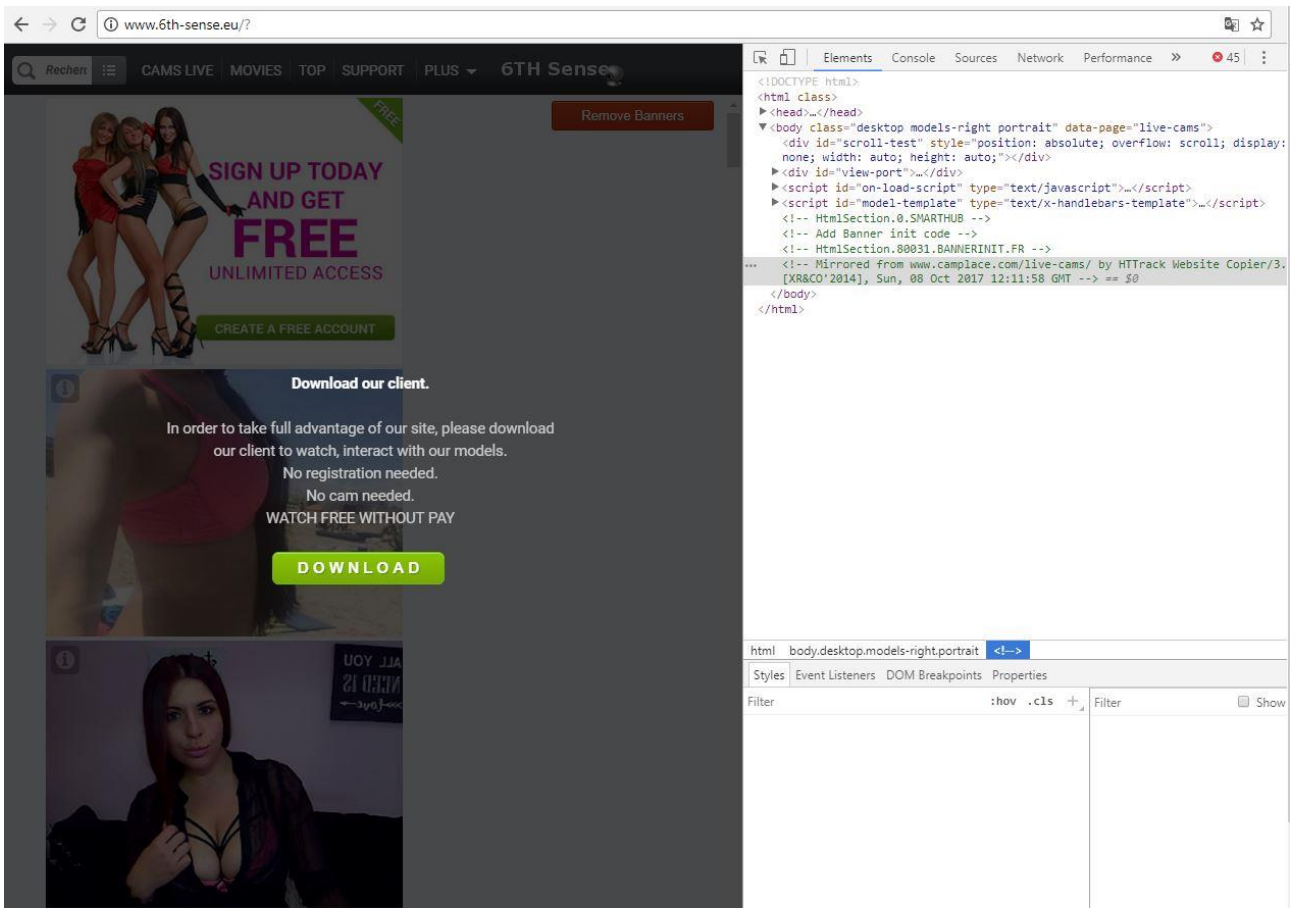 www.6th-sense.eu/?
Recherc
CAMS LIVE MOVIES TOP SUPPORT PLUS 6TH Sense
Remove Banners
FREE
SIGN UP TODAY
AND GET
FREE
UNLIMITED ACCESS
CREATE A FREE ACCOUNT
Download our client.
In order to take full advantage of our site, please download
our client to watch, interact with our models.
No registration needed.
No cam needed.
WATCH FREE WITHOUT PAY
DOWNLOAD
ALL YOU
NEED IS
Love
Elements Console Sources Network Performance » 45
<!DOCTYPE html>
<html class>
<head>…</head>
<body class="desktop models-right portrait" data-page="live-cams">
<div id="scroll-test" style="position: absolute; overflow: scroll; display:
none; width: auto; height: auto;"></div>
<div id="view-port">…</div>
<script id="on-load-script" type="text/javascript">…</script>
<script id="model-template" type="text/x-handlebars-template">…</script>
<!-- HtmlSection.0.SMARTHUB -->
<!-- Add Banner init code -->
<!-- HtmlSection.80031.BANNERINIT.FR -->
... <!-- Mirrored from www.camplace.com/live-cams/ by HTTrack Website Copier/3.
[XR&CO'2014], Sun, 08 Oct 2017 12:11:58 GMT --> == $0
</body>
</html>
html body.desktop.models-right.portrait <!-->
Styles Event Listeners DOM Breakpoints Properties
Filter :hov .cls + Filter Show